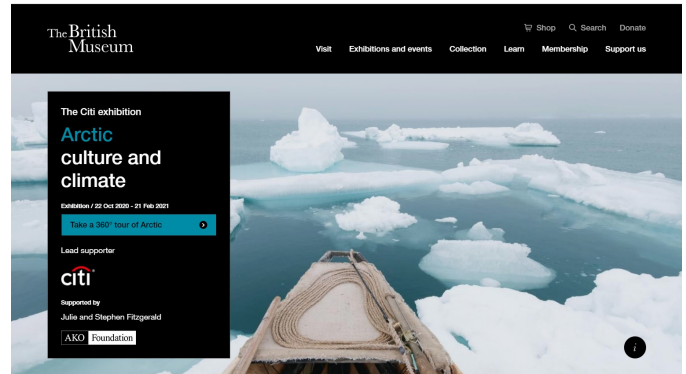 The British
Museum
Shop Search Donate
Visit Exhibitions and events Collection Learn Membership Support us
The Citi exhibition
Arctic
culture and
climate
Exhibition / 22 Oct 2020 - 21 Feb 2021
Take a 360° tour of Arctic
Lead supporter
citi
Supported by
Julie and Stephen Fitzgerald
AKO Foundation
i